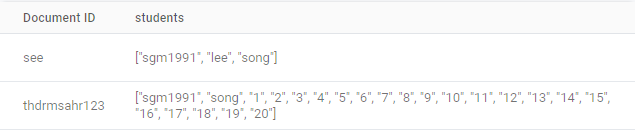 Document ID students
see ["sgm1991", "lee", "song"]
thdrmsahr123 ["sgm1991", "song", "1", "2", "3", "4", "5", "6", "7", "8", "9", "10", "11", "12", "13", "14", "15",
"16", "17", "18", "19", "20"]